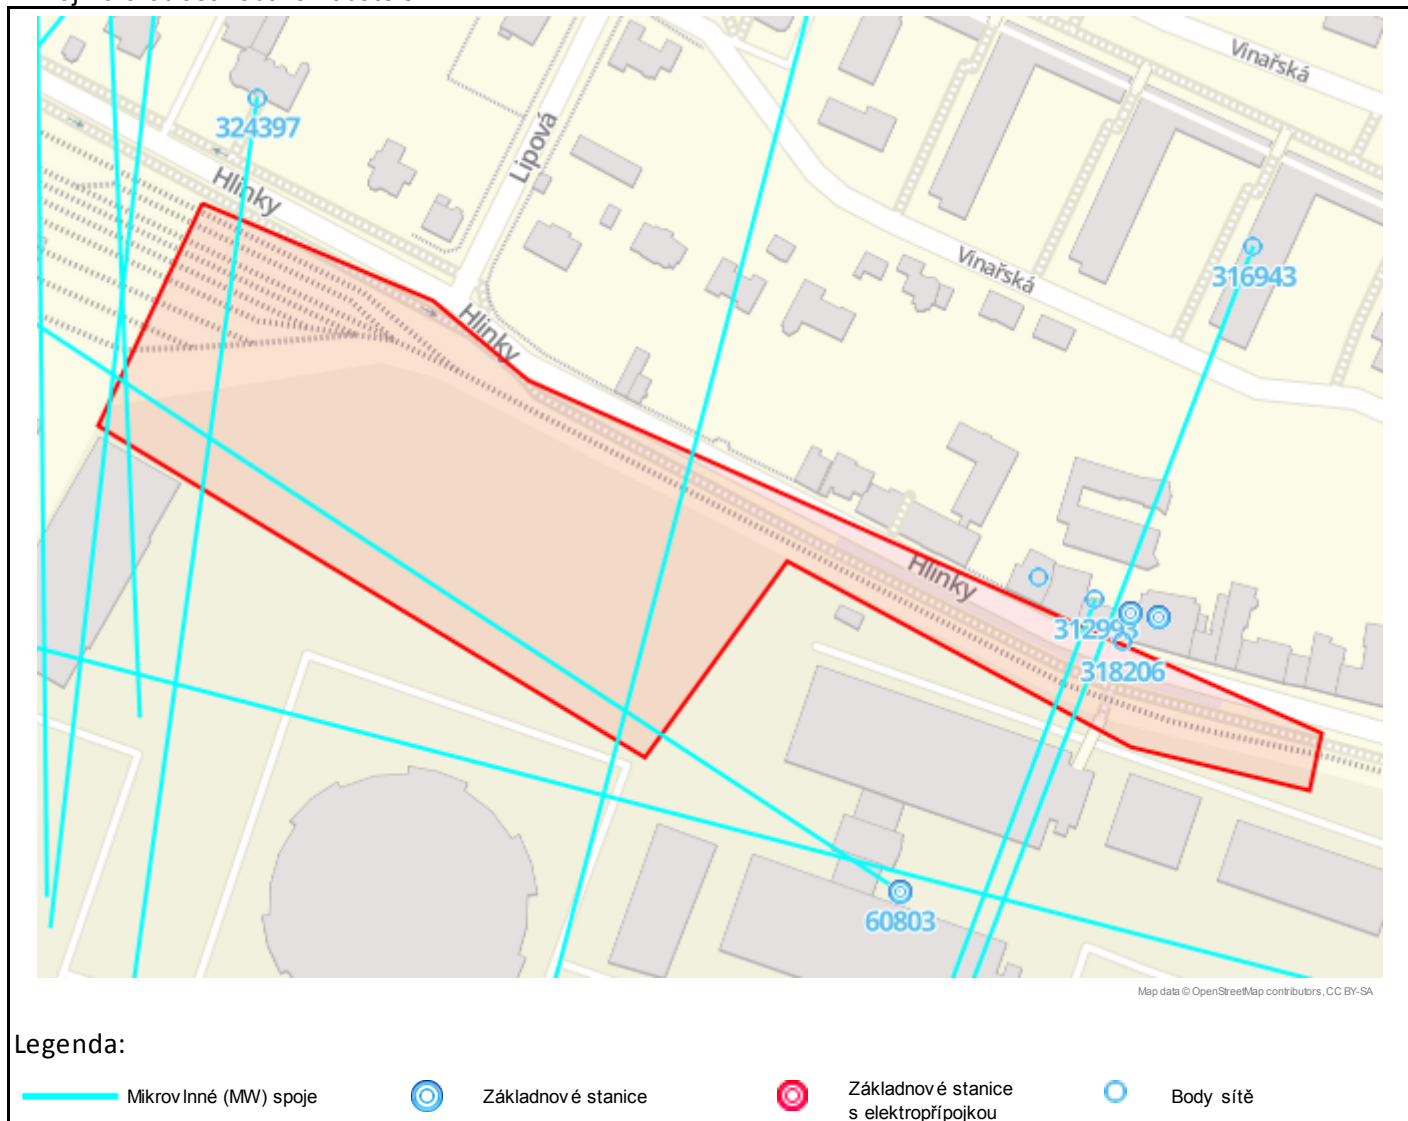 Vinařská
324397
Lipová
Hlinky
Vinařská
316943
Hlinky
Hlinky
312993
318206
60803
Map data © OpenStreetMap contributors, CC BY-SA
Legenda:
Mikrovlnné (MW) spoje
Základnové stanice
Základnové stanice
s elektropřípojkou
Body sítě